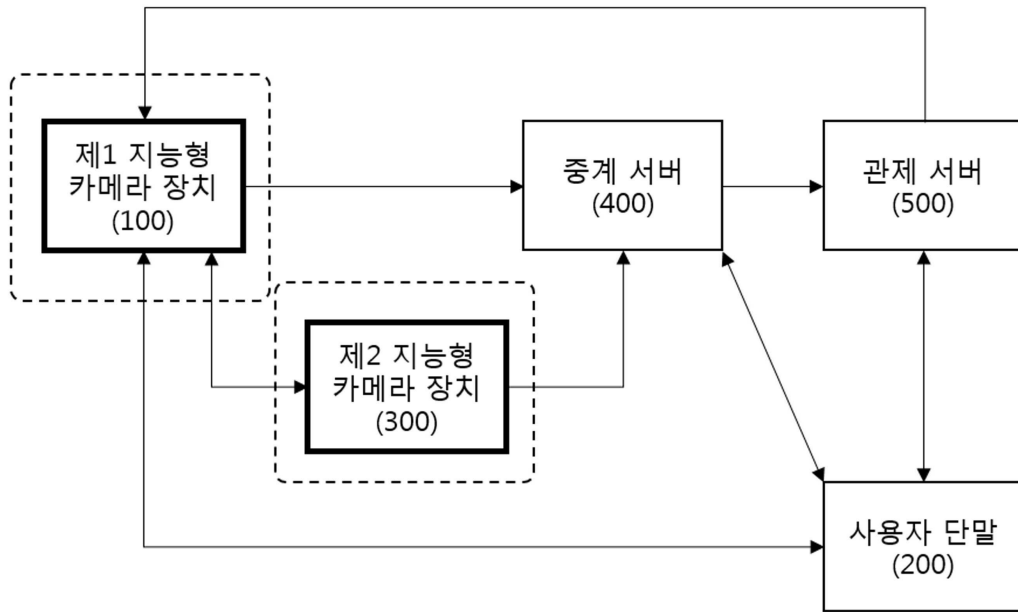 제1 지능형
카메라 장치
(100)
중계 서버
(400)
관제 서버
(500)
제2 지능형
카메라 장치
(300)
사용자 단말
(200)